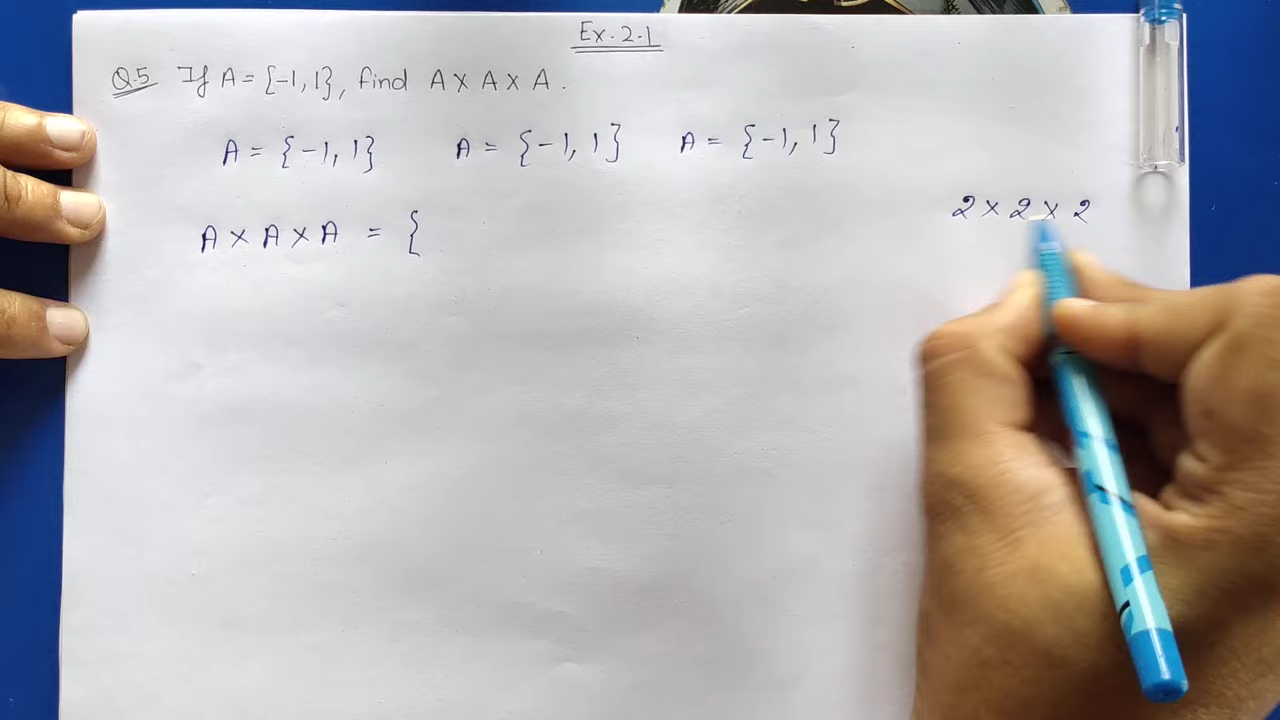 Ex. 2.1
Q.5 If A = {-1, 1}, find A × A × A.
A = {-1, 1} A = {-1, 1} A = {-1, 1}
2 × 2 × 2
A × A × A = {